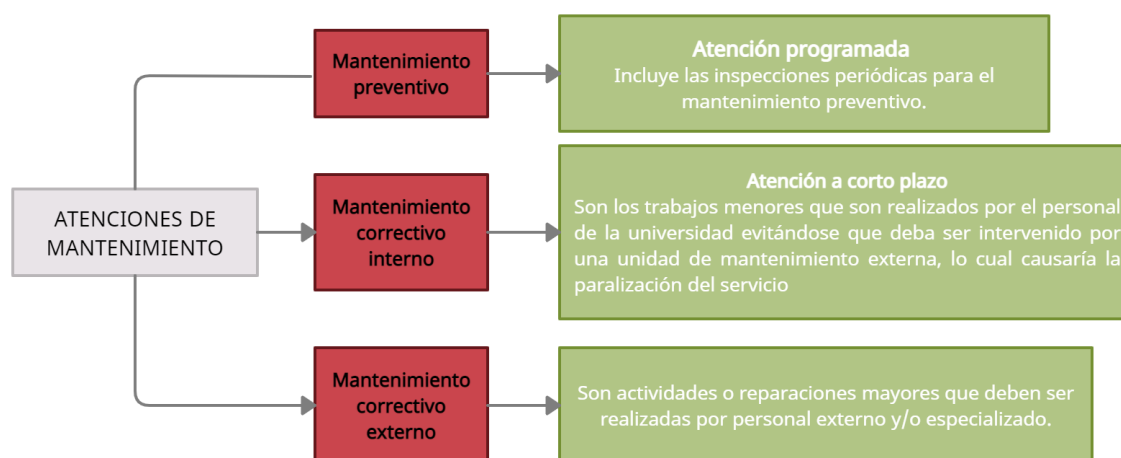 Mantenimiento
preventivo
Atención programada
Incluye las inspecciones periódicas para el
mantenimiento preventivo.
ATENCIONES DE
MANTENIMIENTO
Mantenimiento
correctivo
interno
Atención a corto plazo
Son los trabajos menores que son realizados por el personal
de la universidad evitándose que deba ser intervenido por
una unidad de mantenimiento externa, lo cual causaría la
paralización del servicio
Mantenimiento
correctivo
externo
Son actividades o reparaciones mayores que deben ser
realizadas por personal externo y/o especializado.